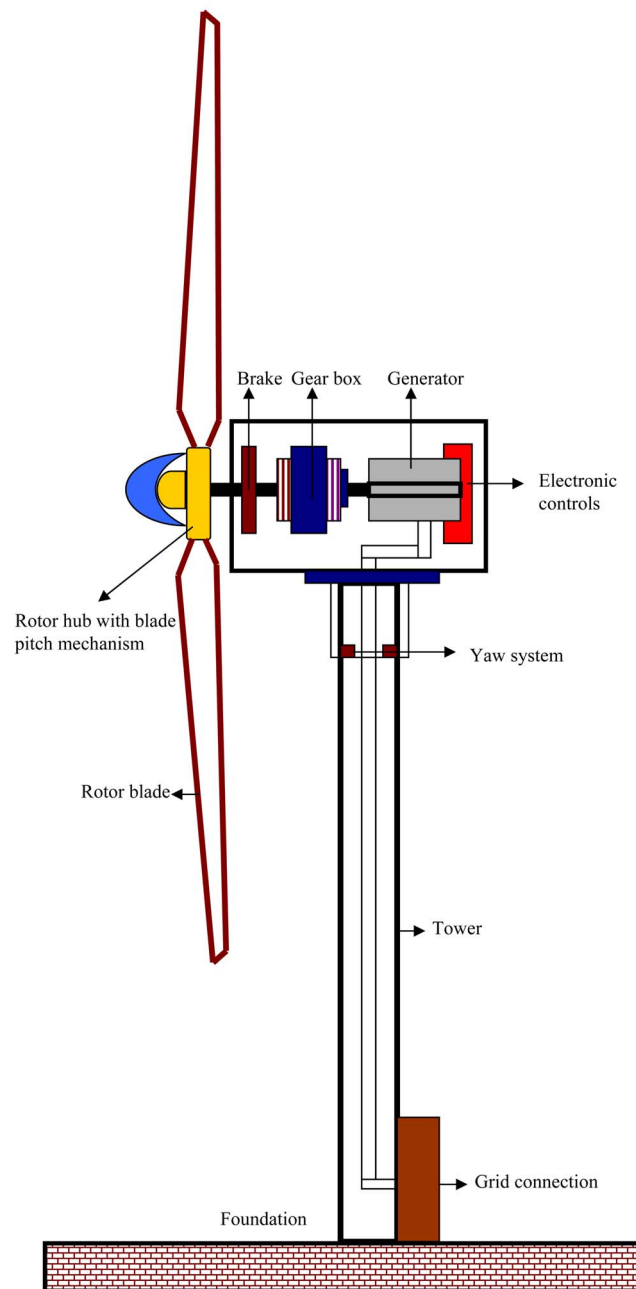 Brake Gear box Generator
Electronic
controls
Rotor hub with blade
pitch mechanism
Yaw system
Rotor blade
Tower
Grid connection
Foundation